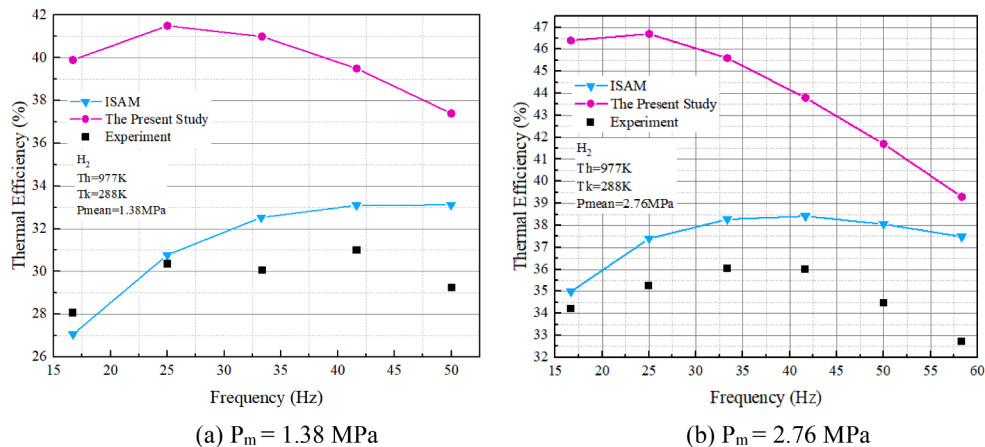 42
40
38
36
34
32
30
28
26
Thermal Efficiency (%)
ISAM
The Present Study
Experiment
H2
Th=977K
Tk=288K
Pmean=1.38MPa
15 20 25 30 35 40 45 50
Frequency (Hz)
(a) Pm = 1.38 MPa
47
46
45
44
43
42
41
40
39
38
37
36
35
34
33
32
Thermal Efficiency (%)
ISAM
The Present Study
Experiment
H2
Th=977K
Tk=288K
Pmean=2.76MPa
15 20 25 30 35 40 45 50 55 60
Frequency (Hz)
(b) Pm = 2.76 MPa